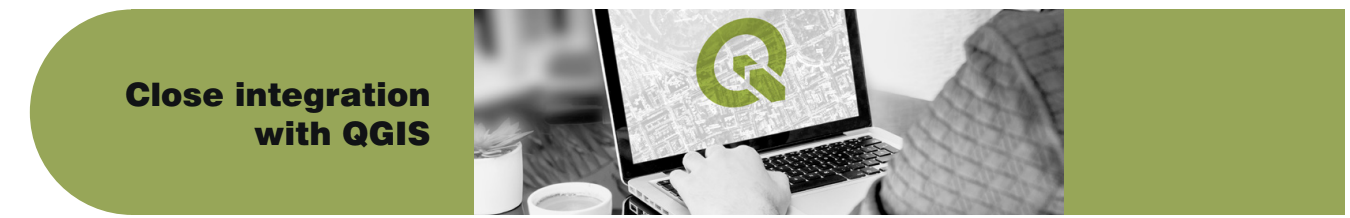 Close integration
with QGIS